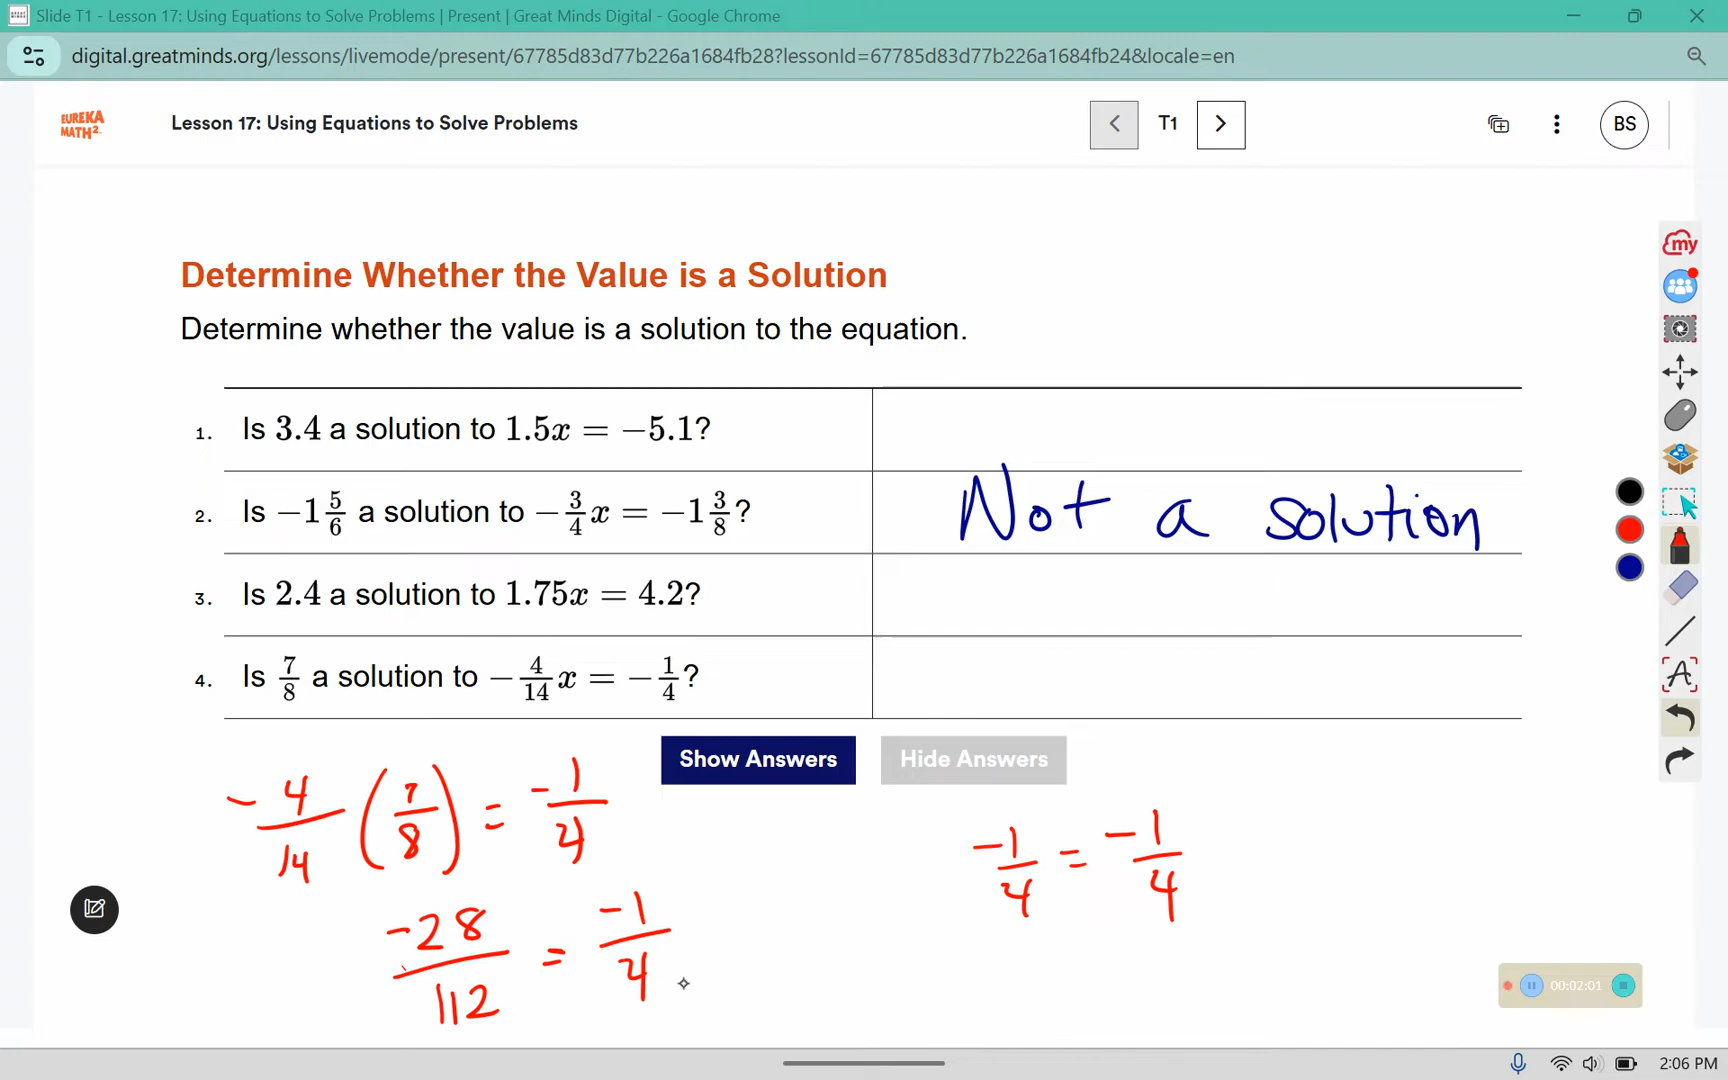 Slide T1 - Lesson 17: Using Equations to Solve Problems | Present | Great Minds Digital - Google Chrome
digital.greatminds.org/lessons/livemode/present/67785d83d77b226a1684fb28?lessonId=67785d83d77b226a1684fb24&locale=en
EUREKA
MATH²
Lesson 17: Using Equations to Solve Problems
T1
BS
my
Determine Whether the Value is a Solution
Determine whether the value is a solution to the equation.
1. Is 3.4 a solution to 1.5x = −5.1?
2. Is −1 5/6 a solution to −3/4 x = −1 3/8?
Not a solution
3. Is 2.4 a solution to 1.75x = 4.2?
4. Is 7/8 a solution to −4/14 x = −1/4?
Show Answers
Hide Answers
-4/14 (7/8) = -1/4
-1/4 = -1/4
-28/112 = -1/4
A
00:02:01
2:06 PM